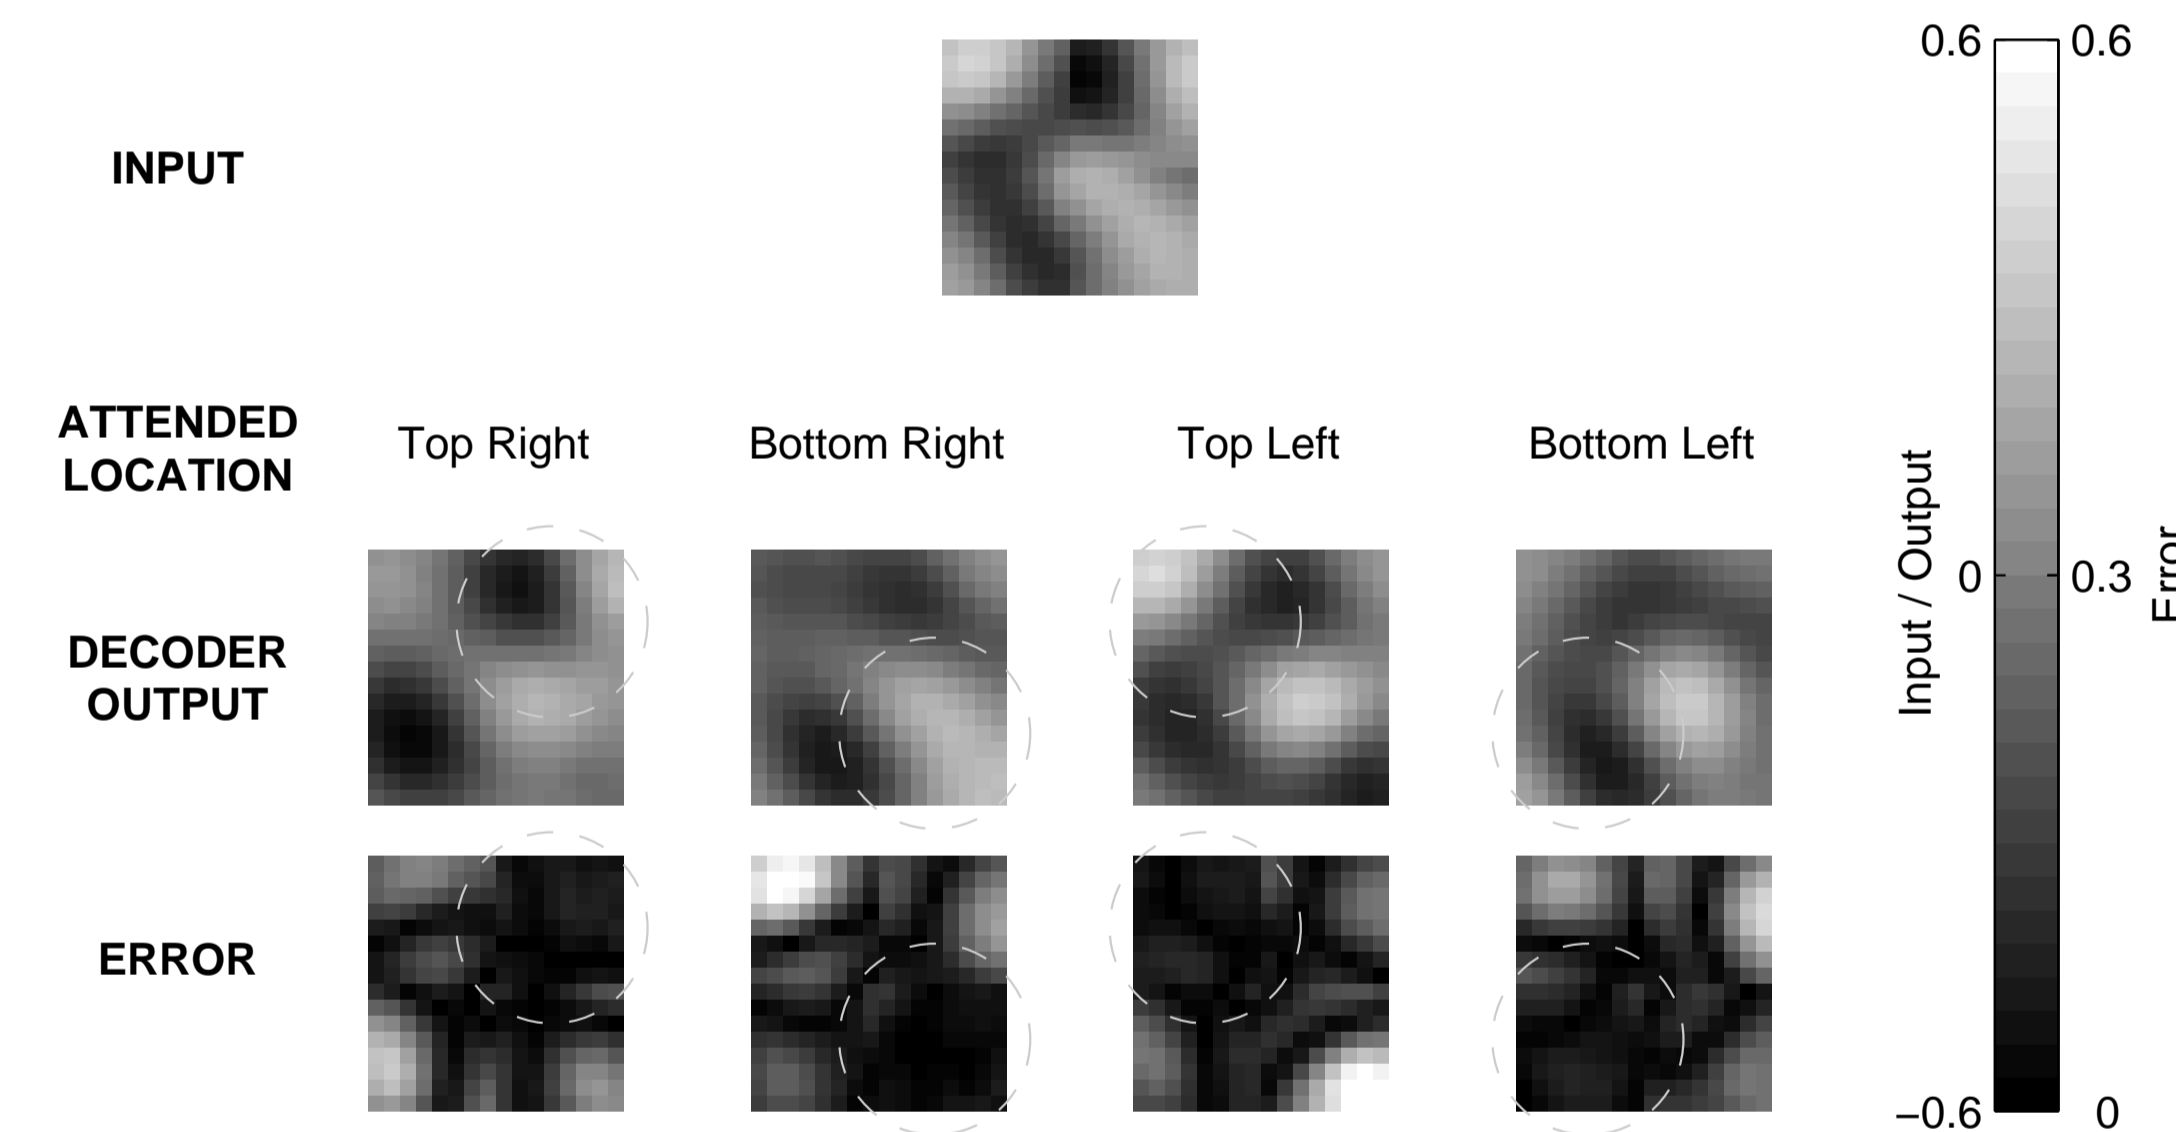 INPUT
ATTENDED
LOCATION
Top Right
Bottom Right
Top Left
Bottom Left
DECODER
OUTPUT
ERROR
0.6
0.6
Input / Output
0
0.3
Error
−0.6
0